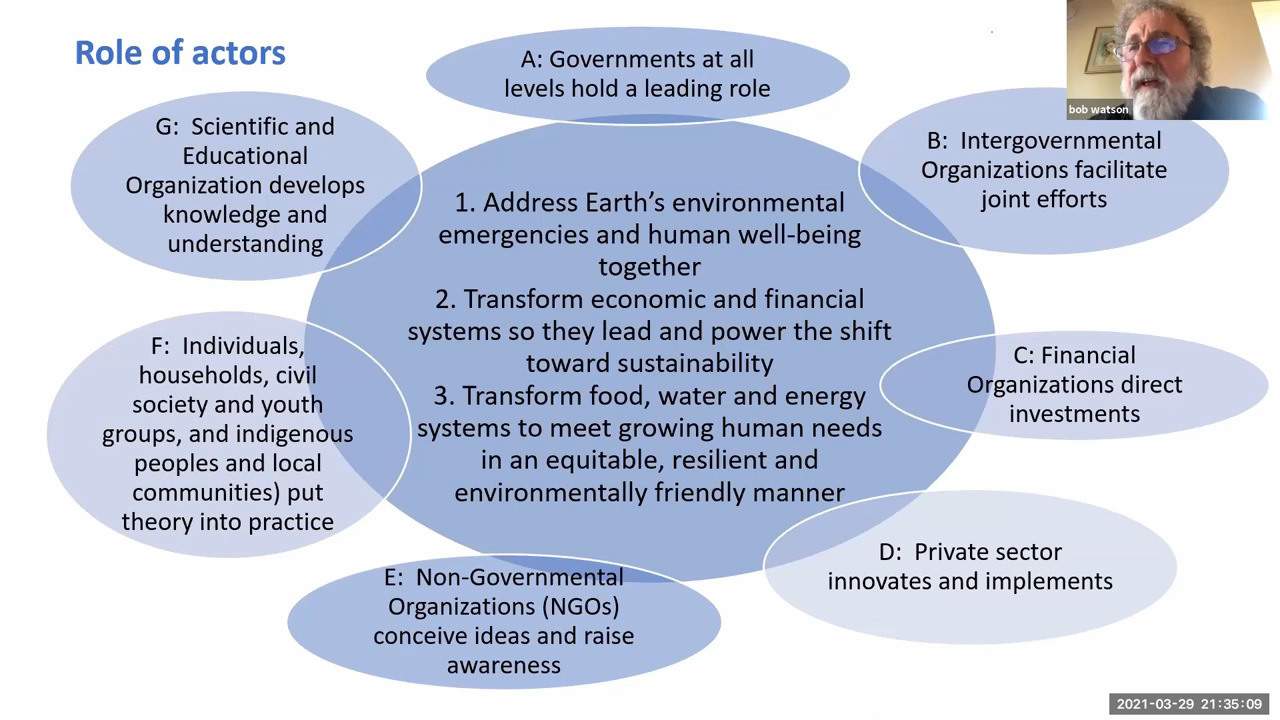 Role of actors
A: Governments at all
levels hold a leading role
bob watson
B:  Intergovernmental
Organizations facilitate
joint efforts
G:  Scientific and
Educational
Organization develops
knowledge and
understanding
1. Address Earth’s environmental
emergencies and human well-being
together
2. Transform economic and financial
systems so they lead and power the shift
toward sustainability
3. Transform food, water and energy
systems to meet growing human needs
in an equitable, resilient and
environmentally friendly manner
C: Financial
Organizations direct
investments
F:  Individuals,
households, civil
society and youth
groups, and indigenous
peoples and local
communities) put
theory into practice
D:  Private sector
innovates and implements
E:  Non-Governmental
Organizations (NGOs)
conceive ideas and raise
awareness
2021-03-29 21:35:09